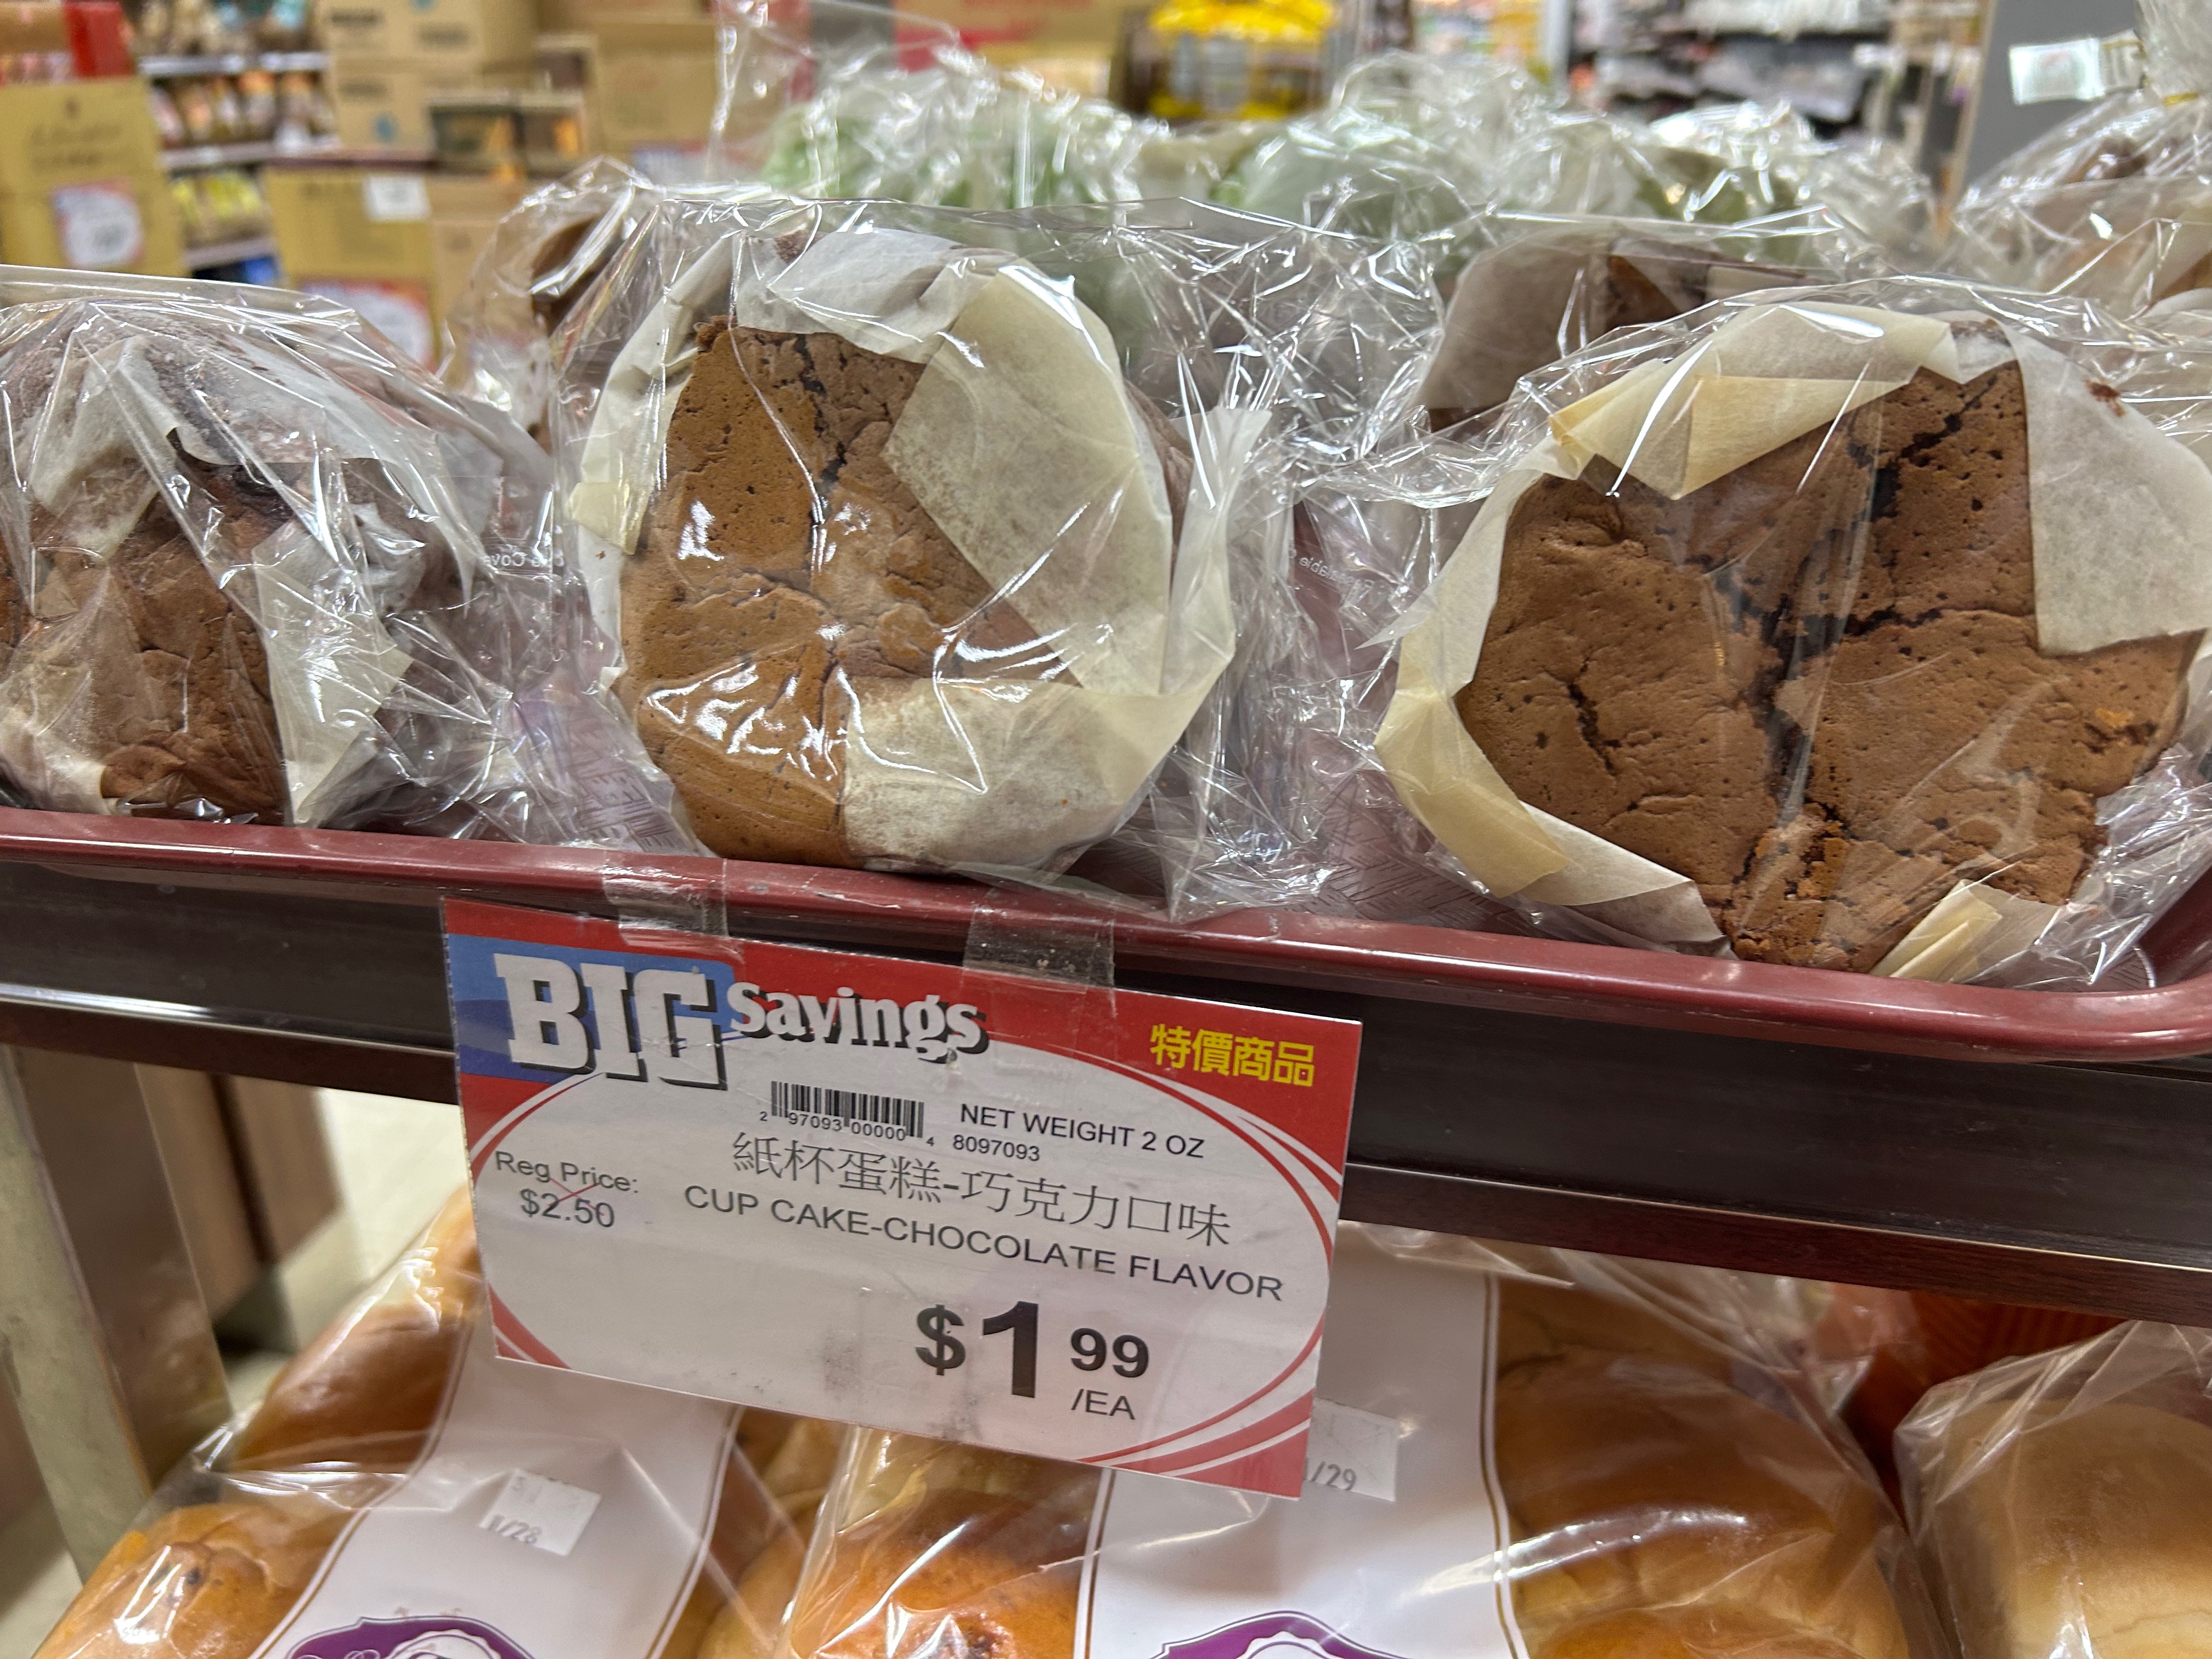 BIG Savings
特價商品
2 97093 00000 4
NET WEIGHT 2 OZ
8097093
紙杯蛋糕-巧克力口味
Reg Price:
$2.50
CUP CAKE-CHOCOLATE FLAVOR
$1 99
/EA
1/28
1/29